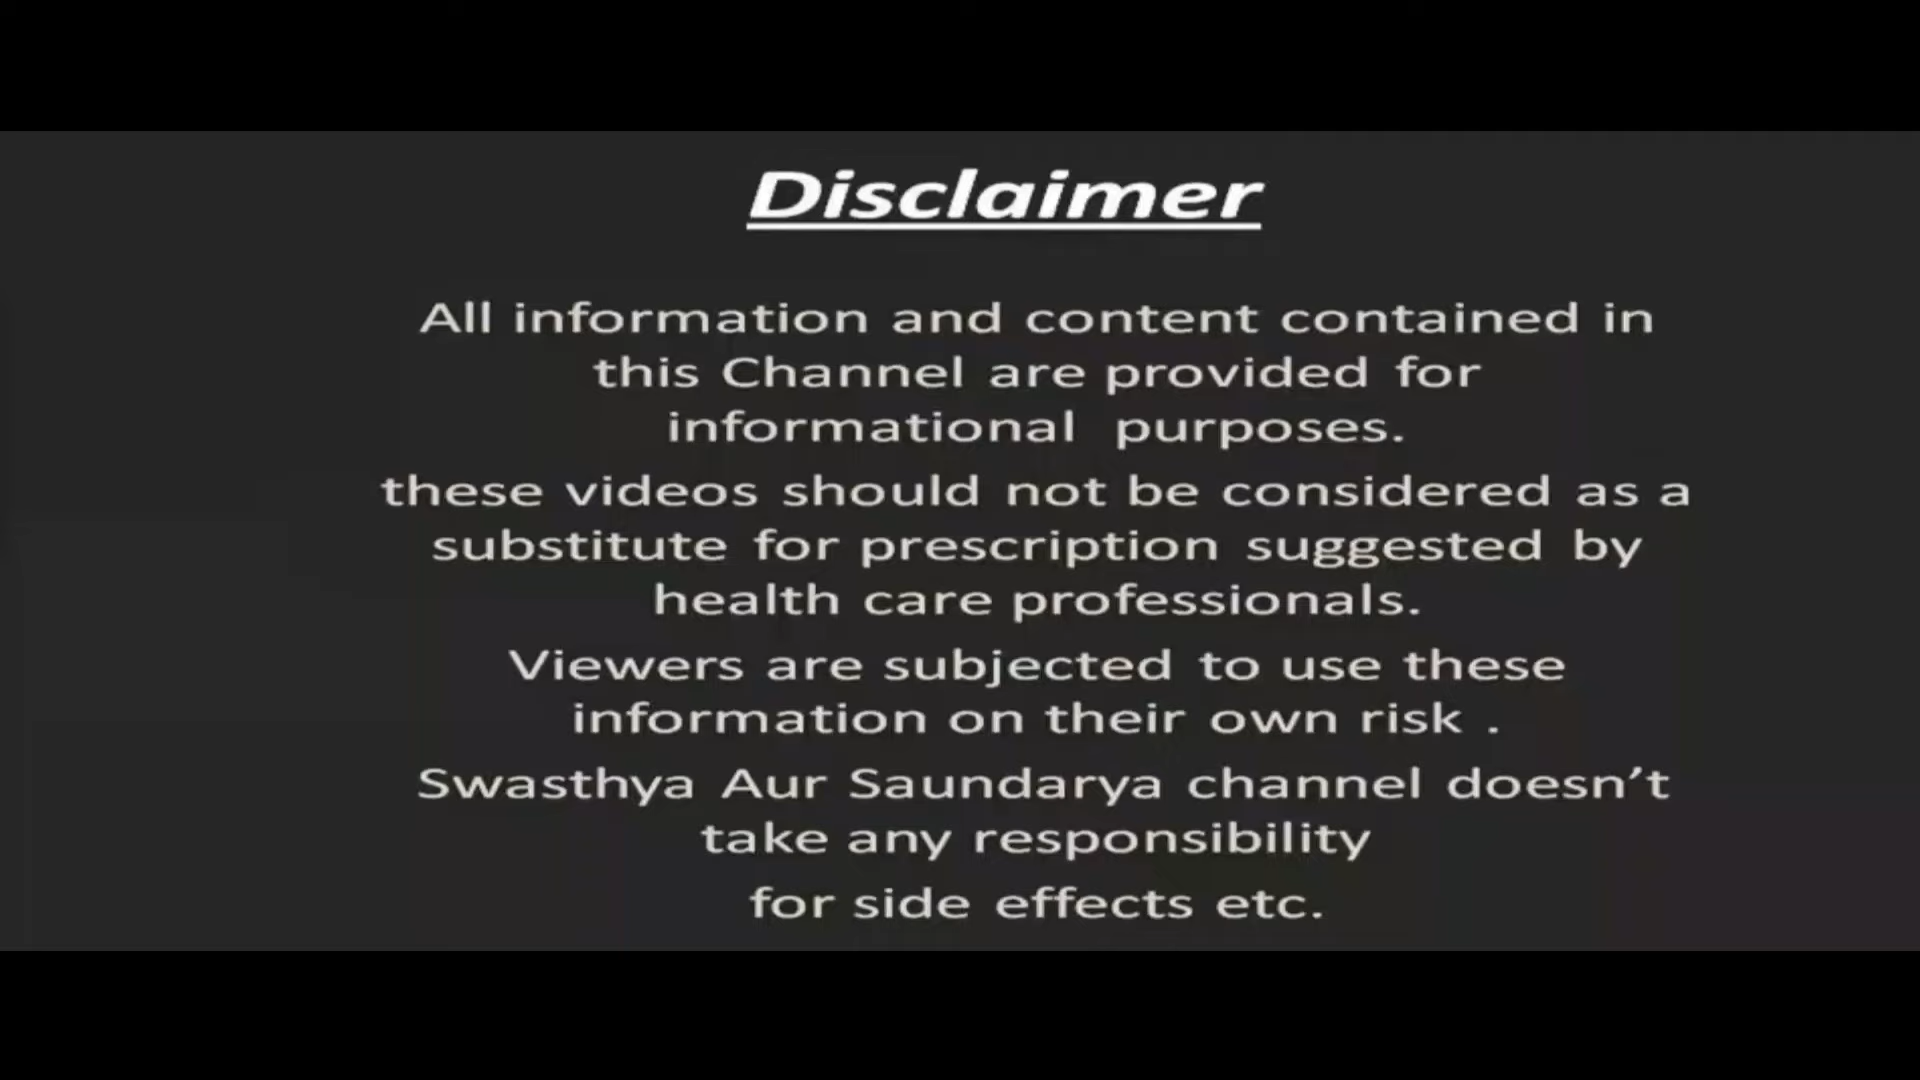 Disclaimer
All information and content contained in
this Channel are provided for
informational purposes.
these videos should not be considered as a
substitute for prescription suggested by
health care professionals.
Viewers are subjected to use these
information on their own risk .
Swasthya Aur Saundarya channel doesn’t
take any responsibility
for side effects etc.